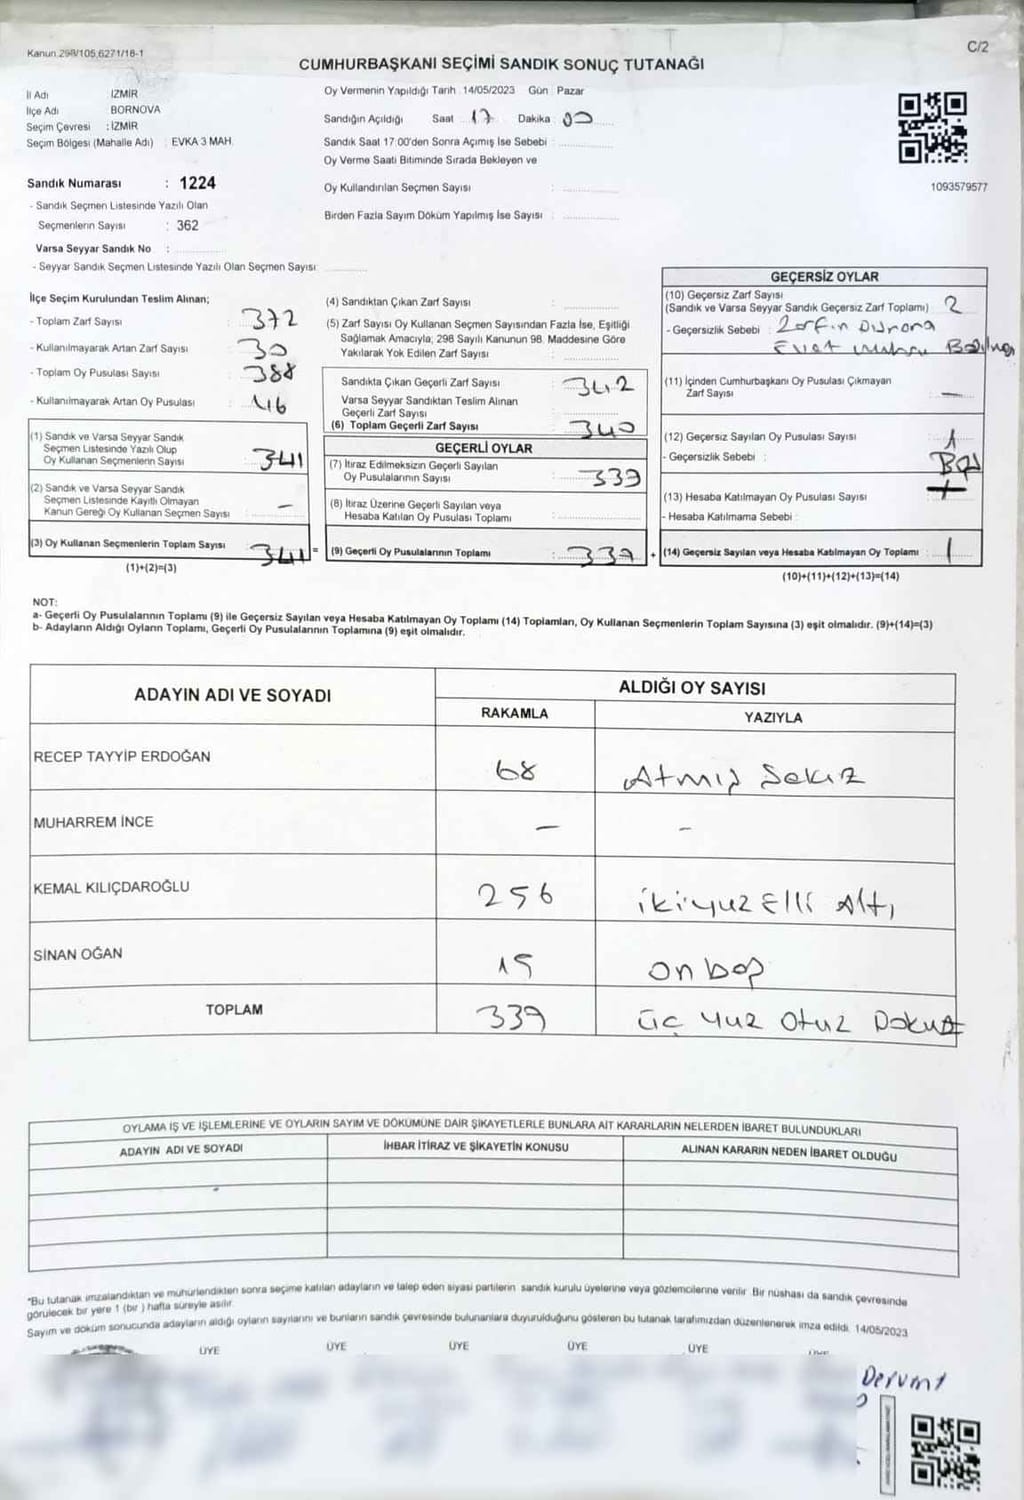 Kanun.298/105,6271/18-1
C/2
CUMHURBAŞKANI SEÇİMİ SANDIK SONUÇ TUTANAĞI
İl Adı : İZMİR
İlçe Adı : BORNOVA
Seçim Çevresi : İZMİR
Seçim Bölgesi (Mahalle Adı) : EVKA 3 MAH.
Sandık Numarası : 1224
- Sandık Seçmen Listesinde Yazılı Olan
Seçmenlerin Sayısı : 362
Varsa Seyyar Sandık No :
- Seyyar Sandık Seçmen Listesinde Yazılı Olan Seçmen Sayısı:
Oy Vermenin Yapıldığı Tarih : 14/05/2023 Gün : Pazar
Sandığın Açıldığı Saat : 17 Dakika : 00
Sandık Saat 17:00'den Sonra Açımış İse Sebebi :
Oy Verme Saati Bitiminde Sırada Bekleyen ve
Oy Kullandırılan Seçmen Sayısı :
Birden Fazla Sayım Döküm Yapılmış İse Sayısı :
1093579577
İlçe Seçim Kurulundan Teslim Alınan;
- Toplam Zarf Sayısı : 372
- Kullanılmayarak Artan Zarf Sayısı : 30
- Toplam Oy Pusulası Sayısı : 388
- Kullanılmayarak Artan Oy Pusulası : 46
(1) Sandık ve Varsa Seyyar Sandık
Seçmen Listesinde Yazılı Olup
Oy Kullanan Seçmenlerin Sayısı : 341
(2) Sandık ve Varsa Seyyar Sandık
Seçmen Listesinde Kayıtlı Olmayan
Kanun Gereği Oy Kullanan Seçmen Sayısı : -
(3) Oy Kullanan Seçmenlerin Toplam Sayısı : 341 =
(1)+(2)=(3)
(4) Sandıktan Çıkan Zarf Sayısı :
(5) Zarf Sayısı Oy Kullanan Seçmen Sayısından Fazla İse, Eşitliği
Sağlamak Amacıyla; 298 Sayılı Kanunun 98. Maddesine Göre
Yakılarak Yok Edilen Zarf Sayısı :
Sandıkta Çıkan Geçerli Zarf Sayısı : 342
Varsa Seyyar Sandıktan Teslim Alınan
Geçerli Zarf Sayısı :
(6) Toplam Geçerli Zarf Sayısı : 340
GEÇERLİ OYLAR
(7) İtiraz Edilmeksizin Geçerli Sayılan
Oy Pusulalarının Sayısı : 339
(8) İtiraz Üzerine Geçerli Sayılan veya
Hesaba Katılan Oy Pusulası Toplamı :
(9) Geçerli Oy Pusulalarının Toplamı : 339 +
GEÇERSİZ OYLAR
(10) Geçersiz Zarf Sayısı
(Sandık ve Varsa Seyyar Sandık Geçersiz Zarf Toplamı) : 2
- Geçersizlik Sebebi : Zarfın Dışına
Evet mührü
(11) İçinden Cumhurbaşkanı Oy Pusulası Çıkmayan
Zarf Sayısı : -
(12) Geçersiz Sayılan Oy Pusulası Sayısı : 1
- Geçersizlik Sebebi :
(13) Hesaba Katılmayan Oy Pusulası Sayısı :
- Hesaba Katılmama Sebebi :
(14) Geçersiz Sayılan veya Hesaba Katılmayan Oy Toplamı : 1
(10)+(11)+(12)+(13)=(14)
NOT:
a- Geçerli Oy Pusulalarının Toplamı (9) ile Geçersiz Sayılan veya Hesaba Katılmayan Oy Toplamı (14) Toplamları, Oy Kullanan Seçmenlerin Toplam Sayısına (3) eşit olmalıdır. (9)+(14)=(3)
b- Adayların Aldığı Oyların Toplamı, Geçerli Oy Pusulalarının Toplamına (9) eşit olmalıdır.
ADAYIN ADI VE SOYADI
ALDIĞI OY SAYISI
RAKAMLA YAZIYLA
RECEP TAYYİP ERDOĞAN 68 Atmış Sekiz
MUHARREM İNCE - -
KEMAL KILIÇDAROĞLU 256 ikiyuz Elli Altı
SİNAN OĞAN 15 on beş
TOPLAM 339 üç yuz Otuz Dokuz
OYLAMA İŞ VE İŞLEMLERİNE VE OYLARIN SAYIM VE DÖKÜMÜNE DAİR ŞİKAYETLERLE BUNLARA AİT KARARLARIN NELERDEN İBARET BULUNDUKLARI
ADAYIN ADI VE SOYADI İHBAR İTİRAZ VE ŞİKAYETİN KONUSU ALINAN KARARIN NEDEN İBARET OLDUĞU
*Bu tutanak imzalandıktan ve mühürlendikten sonra seçime katılan adayların ve talep eden siyasi partilerin sandık kurulu üyelerine veya gözlemcilerine verilir. Bir nüshası da sandık çevresinde
görülecek bir yere 1 (bir) hafta süreyle asılır.
Sayım ve döküm sonucunda adayların aldığı oyların sayılarını ve bunların sandık çevresinde bulunanlara duyurulduğunu gösteren bu tutanak tarafımızdan düzenlenerek imza edildi. 14/05/2023
ÜYE ÜYE ÜYE ÜYE ÜYE